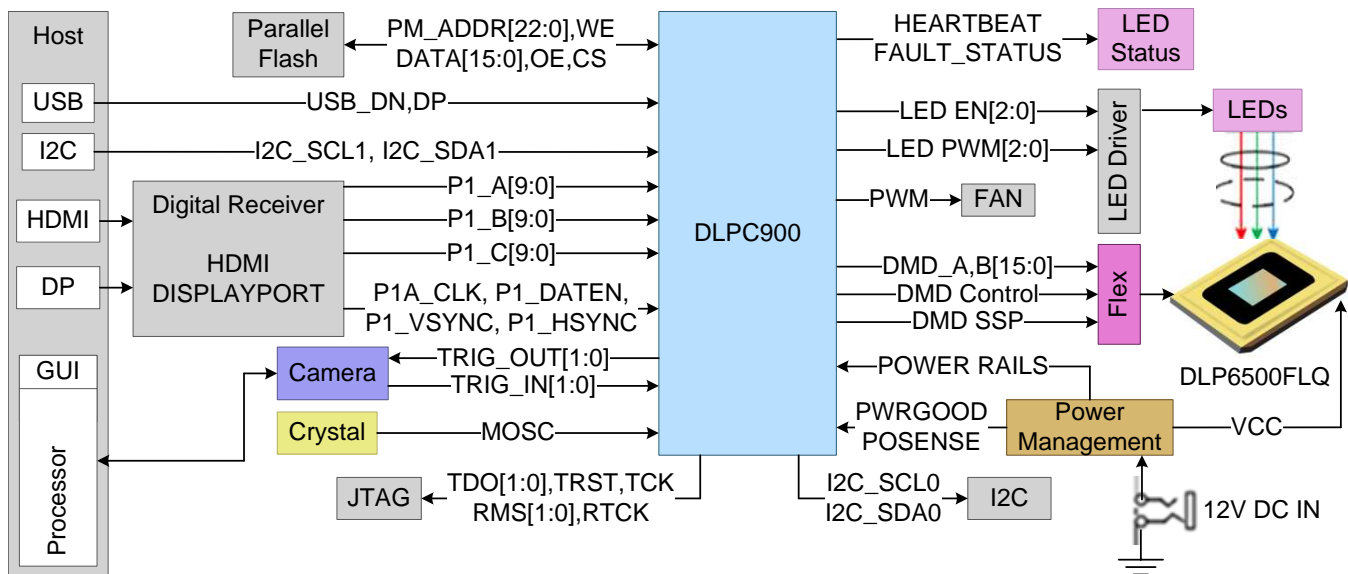 Host
USB
I2C
HDMI
DP
GUI
Processor
Parallel
Flash
PM_ADDR[22:0],WE
DATA[15:0],OE,CS
USB_DN,DP
I2C_SCL1, I2C_SDA1
Digital Receiver
HDMI
DISPLAYPORT
P1_A[9:0]
P1_B[9:0]
P1_C[9:0]
P1A_CLK, P1_DATEN,
P1_VSYNC, P1_HSYNC
Camera
TRIG_OUT[1:0]
TRIG_IN[1:0]
Crystal
MOSC
JTAG
TDO[1:0],TRST,TCK
RMS[1:0],RTCK
DLPC900
HEARTBEAT
FAULT_STATUS
LED
Status
LED EN[2:0]
LED PWM[2:0]
LED Driver
LEDs
PWM
FAN
DMD_A,B[15:0]
DMD Control
DMD SSP
Flex
DLP6500FLQ
POWER RAILS
PWRGOOD
POSENSE
Power
Management
VCC
I2C_SCL0
I2C_SDA0
I2C
12V DC IN